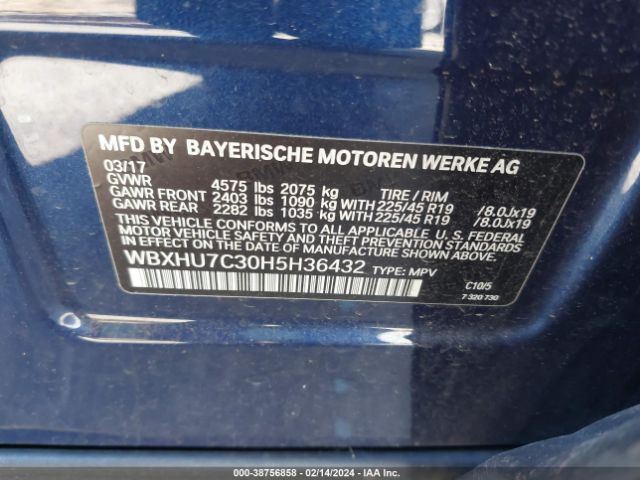 MFD BY BAYERISCHE MOTOREN WERKE AG
03/17
GVWR 4575 lbs 2075 kg TIRE / RIM
GAWR FRONT 2403 lbs 1090 kg WITH 225/45 R19 /8.0Jx19
GAWR REAR 2282 lbs 1035 kg WITH 225/45 R19 /8.0Jx19
THIS VEHICLE CONFORMS TO ALL APPLICABLE U. S. FEDERAL
MOTOR VEHICLE SAFETY AND THEFT PREVENTION STANDARDS
IN EFFECT ON THE DATE OF MANUFACTURE SHOWN ABOVE.
WBXHU7C30H5H36432 TYPE: MPV
C10/5
7 320 730
000-38756858 - 02/14/2024 - IAA Inc.